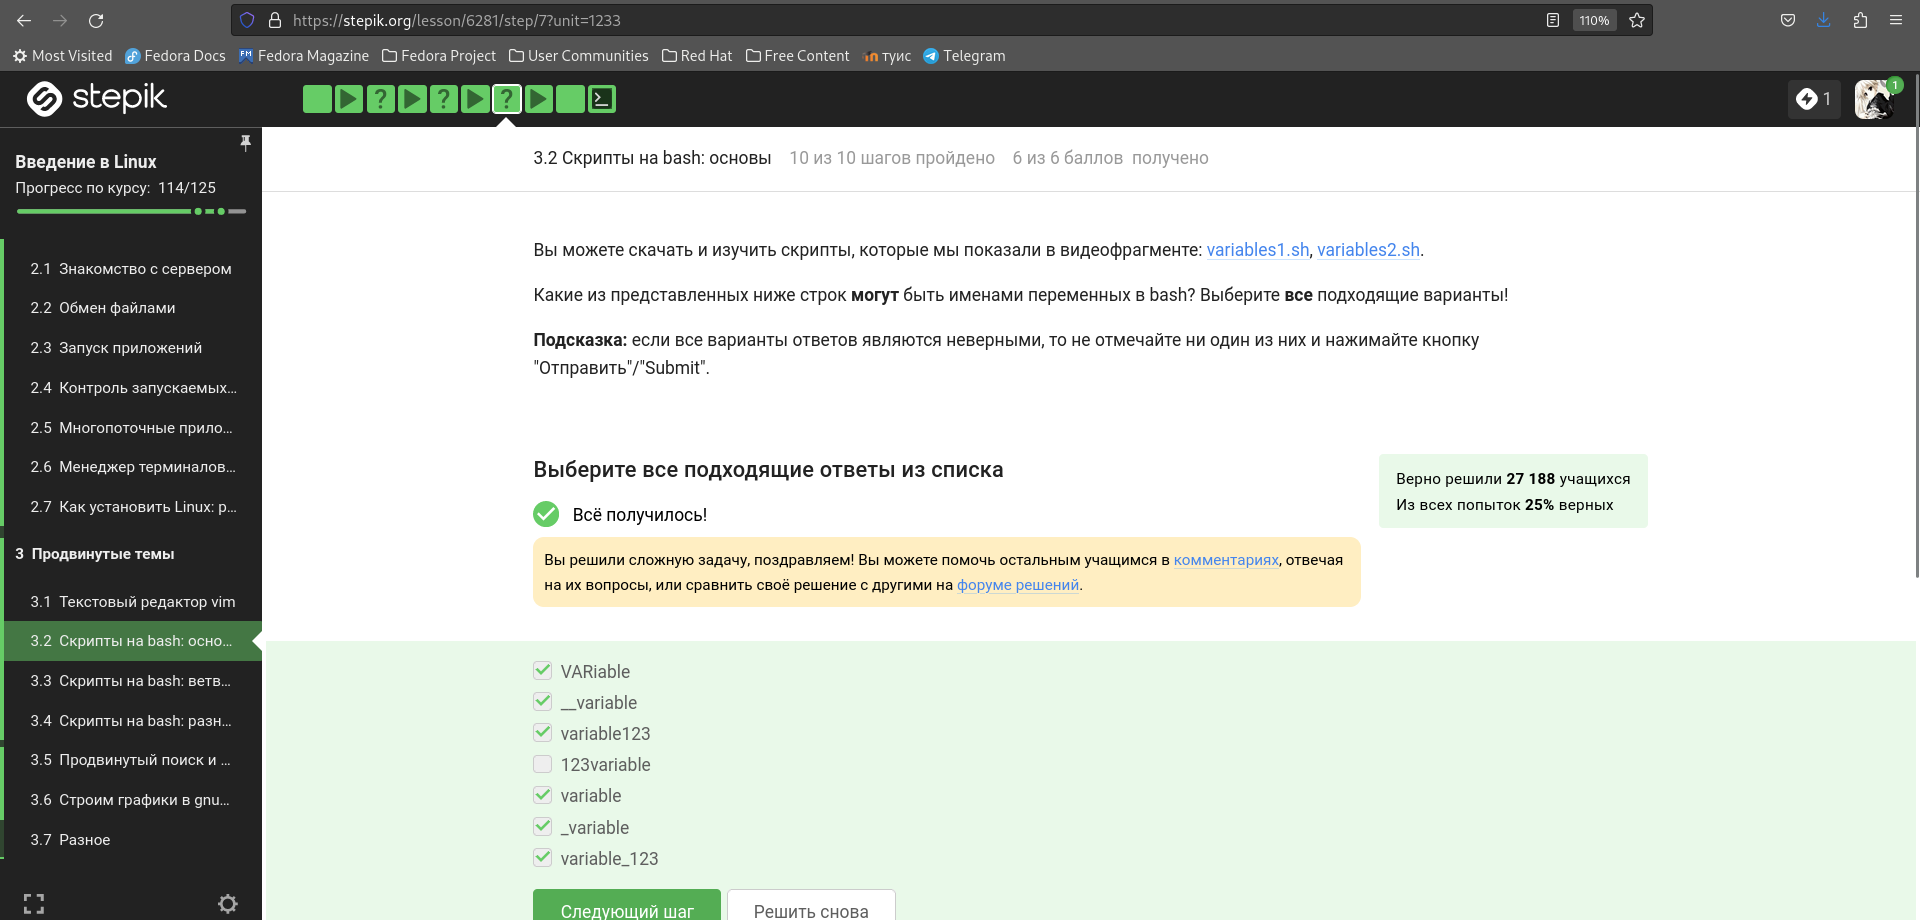 https://stepik.org/lesson/6281/step/7?unit=1233
110%
Most Visited
Fedora Docs
FM
Fedora Magazine
Fedora Project
User Communities
Red Hat
Free Content
туис
Telegram
stepik
?
?
?
1
1
Введение в Linux
Прогресс по курсу: 114/125
2.1 Знакомство с сервером
2.2 Обмен файлами
2.3 Запуск приложений
2.4 Контроль запускаемых...
2.5 Многопоточные прило...
2.6 Менеджер терминалов...
2.7 Как установить Linux: р...
3 Продвинутые темы
3.1 Текстовый редактор vim
3.2 Скрипты на bash: осно...
3.3 Скрипты на bash: ветв...
3.4 Скрипты на bash: разн...
3.5 Продвинутый поиск и ...
3.6 Строим графики в gnu...
3.7 Разное
3.2 Скрипты на bash: основы 10 из 10 шагов пройдено 6 из 6 баллов получено
Вы можете скачать и изучить скрипты, которые мы показали в видеофрагменте: variables1.sh, variables2.sh.
Какие из представленных ниже строк могут быть именами переменных в bash? Выберите все подходящие варианты!
Подсказка: если все варианты ответов являются неверными, то не отмечайте ни один из них и нажимайте кнопку
"Отправить"/"Submit".
Выберите все подходящие ответы из списка
Верно решили 27 188 учащихся
Из всех попыток 25% верных
Всё получилось!
Вы решили сложную задачу, поздравляем! Вы можете помочь остальным учащимся в комментариях, отвечая
на их вопросы, или сравнить своё решение с другими на форуме решений.
VARiable
__variable
variable123
123variable
variable
_variable
variable_123
Следующий шаг
Решить снова